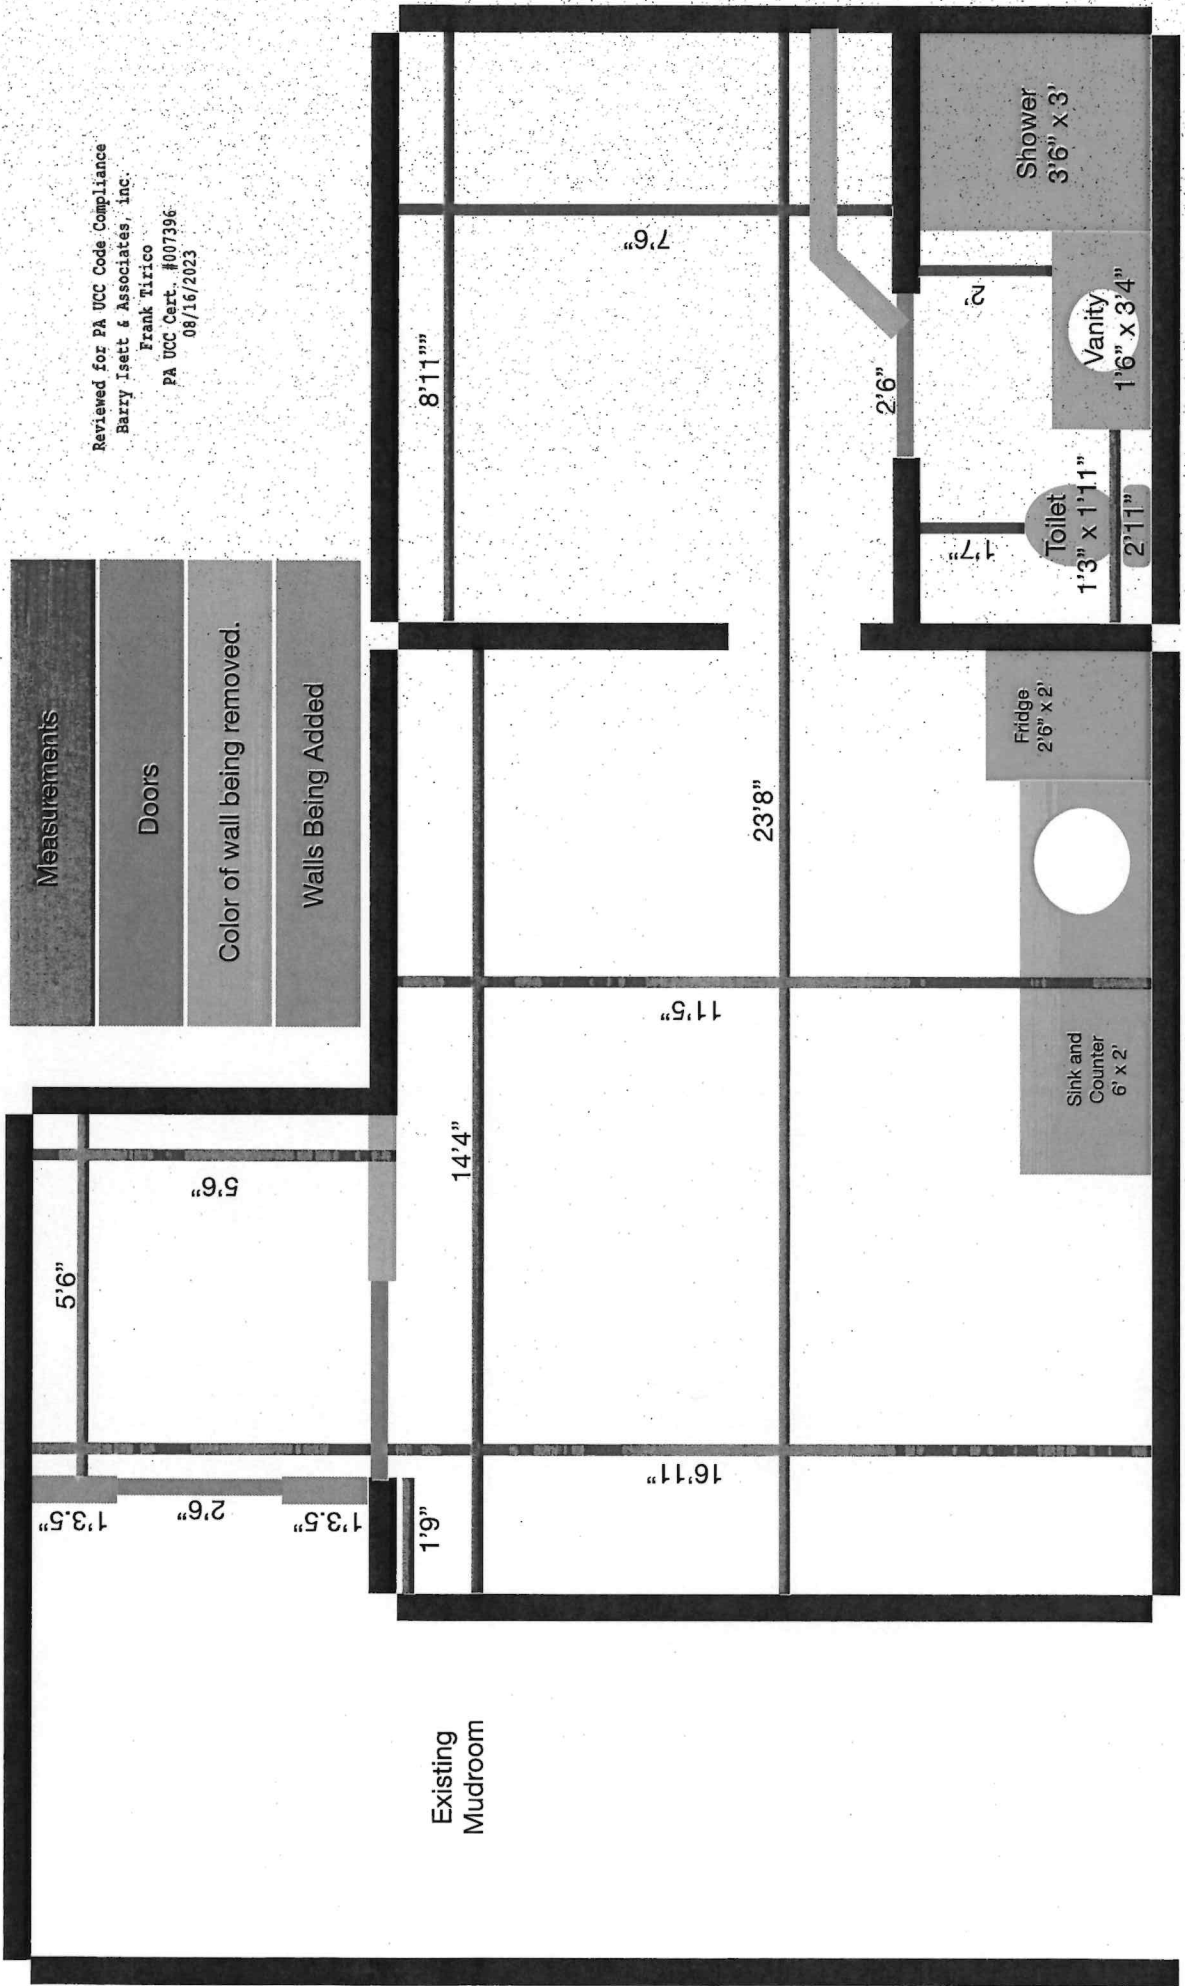 Reviewed for PA UCC Code Compliance
Barry Isett & Associates, inc.
Frank Tirico
PA UCC Cert. #007396
08/16/2023
Measurements
Doors
Color of wall being removed.
Walls Being Added
5'6"
5'6"
1'3.5"
2'6"
1'3.5"
1'9"
14'4"
16'11"
11'5"
23'8"
8'11""
7'6"
2'6"
2'
1'7"
Shower
3'6" x 3'
Vanity
1'6" x 3'4"
Toilet
1'3" x 1'11"
2'11"
Fridge
2'6" x 2'
Sink and
Counter
6' x 2'
Existing
Mudroom